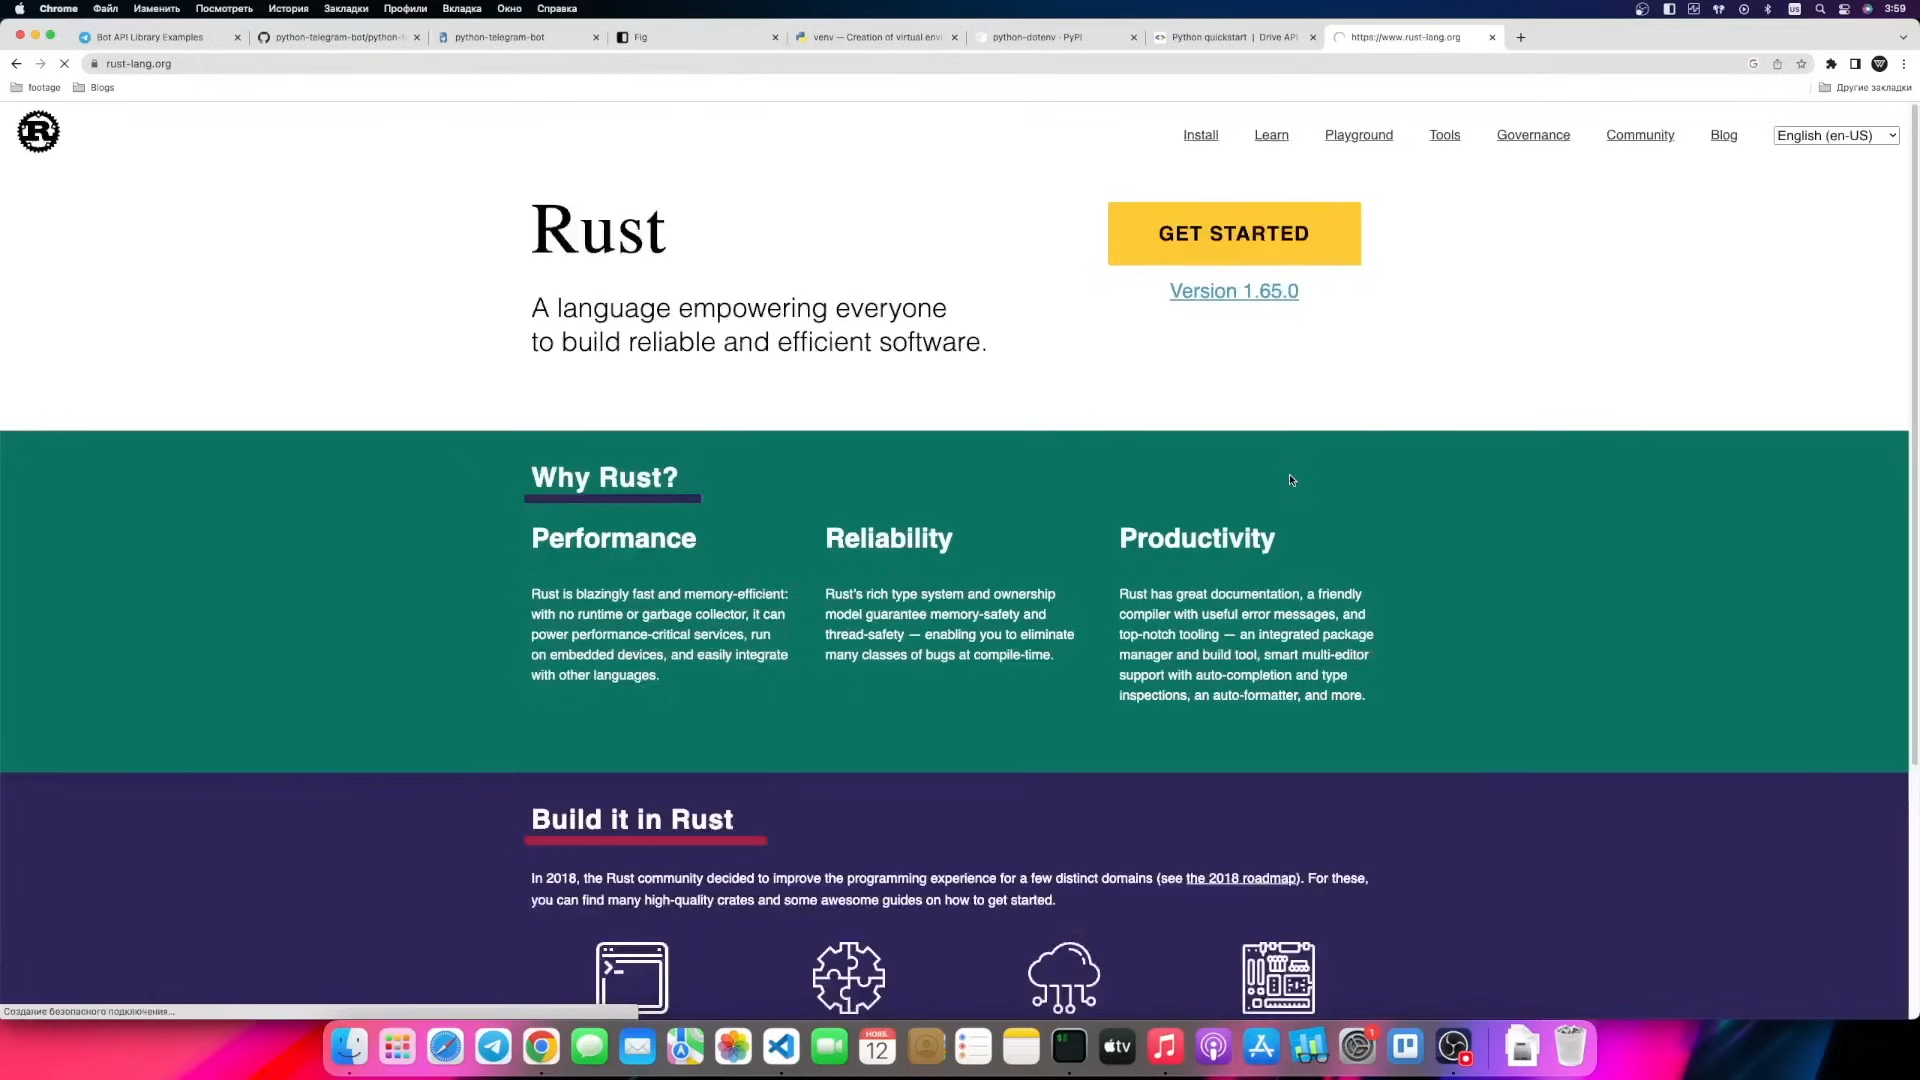 Chrome Файл Изменить Посмотреть История Закладки Профили Вкладка Окно Справка
US 3:59
Bot API Library Examples
python-telegram-bot/python-
python-telegram-bot
Fig
venv — Creation of virtual env
python-dotenv · PyPI
Python quickstart | Drive API
https://www.rust-lang.org
rust-lang.org
footage Blogs Другие закладки
R
Install Learn Playground Tools Governance Community Blog English (en-US)
Rust
A language empowering everyone
to build reliable and efficient software.
GET STARTED
Version 1.65.0
Why Rust?
Performance
Rust is blazingly fast and memory-efficient:
with no runtime or garbage collector, it can
power performance-critical services, run
on embedded devices, and easily integrate
with other languages.
Reliability
Rust’s rich type system and ownership
model guarantee memory-safety and
thread-safety — enabling you to eliminate
many classes of bugs at compile-time.
Productivity
Rust has great documentation, a friendly
compiler with useful error messages, and
top-notch tooling — an integrated package
manager and build tool, smart multi-editor
support with auto-completion and type
inspections, an auto-formatter, and more.
Build it in Rust
In 2018, the Rust community decided to improve the programming experience for a few distinct domains (see the 2018 roadmap). For these,
you can find many high-quality crates and some awesome guides on how to get started.
Создание безопасного подключения...
НОЯБ.
12
$
tv
1